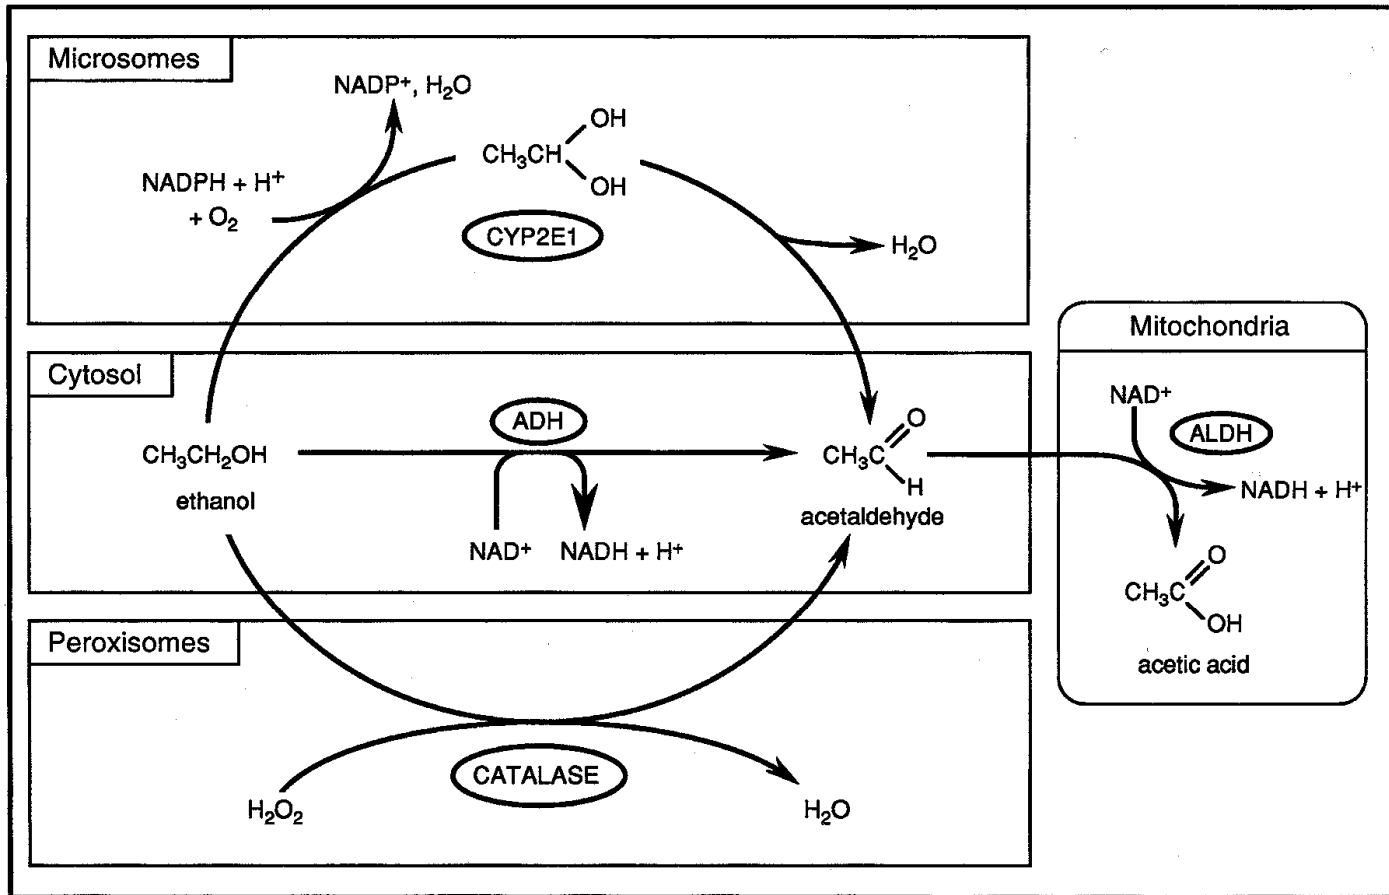 Microsomes
NADP⁺, H₂O
OH
CH₃CH
OH
NADPH + H⁺
+ O₂
CYP2E1
H₂O
Mitochondria
Cytosol
NAD⁺
ADH
ALDH
O
CH₃CH₂OH
CH₃C
H
ethanol
acetaldehyde
NADH + H⁺
NAD⁺
NADH + H⁺
O
CH₃C
OH
acetic acid
Peroxisomes
CATALASE
H₂O₂
H₂O